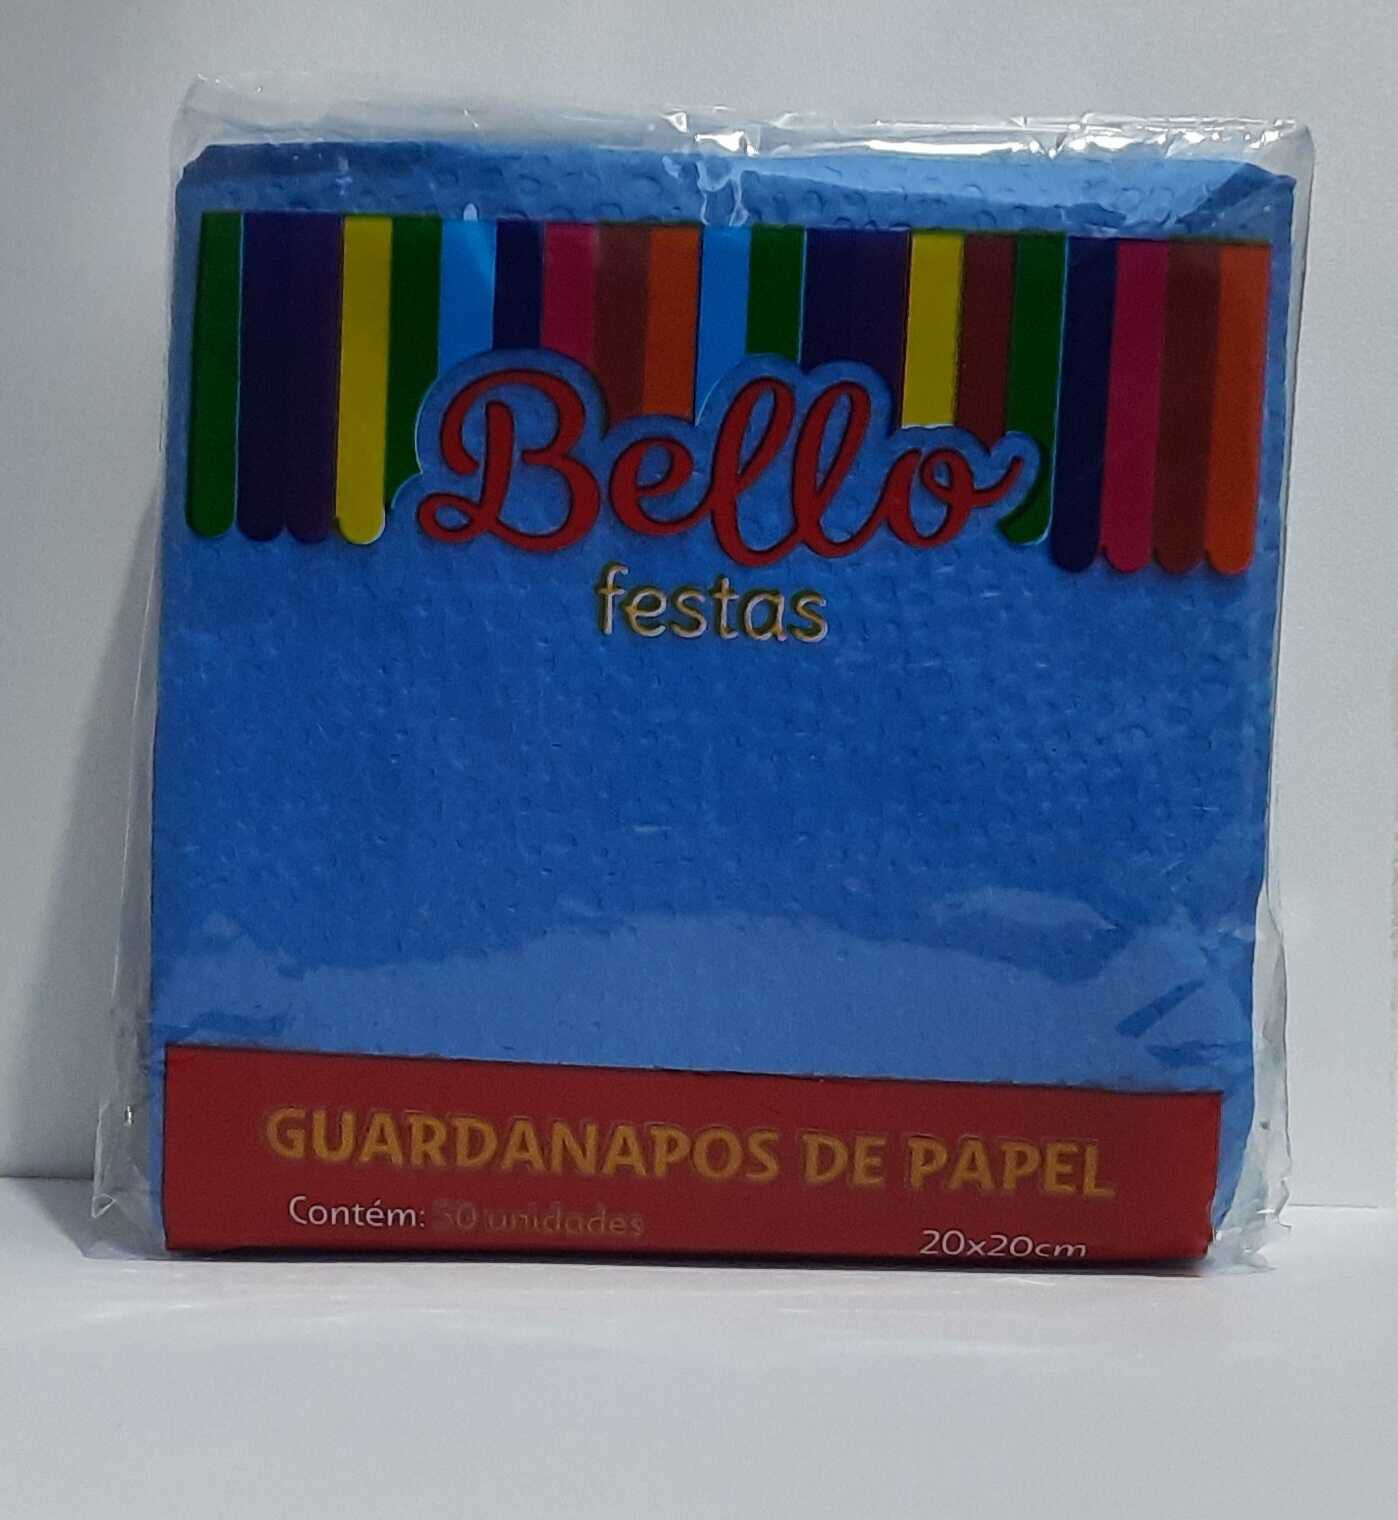 Bello
festas
GUARDANAPOS DE PAPEL
Contém: 50 unidades
20x20cm